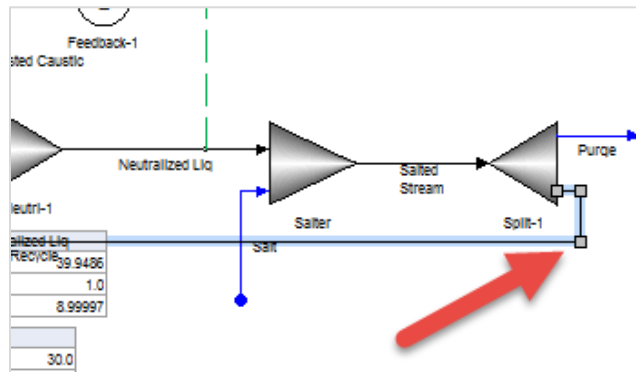 Feedback-1
sted Caustic
Neutralized Liq
Salted
Stream
Purge
leutri-1
Salter
Split-1
alized Liq
Recycle
Salt
39.9486
1.0
8.99997
30.0